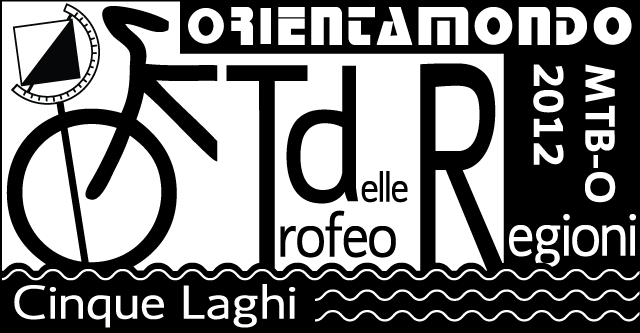 ORIENTAMONDO
MTB-O
2012
Trofeo
delle
Regioni
Cinque Laghi